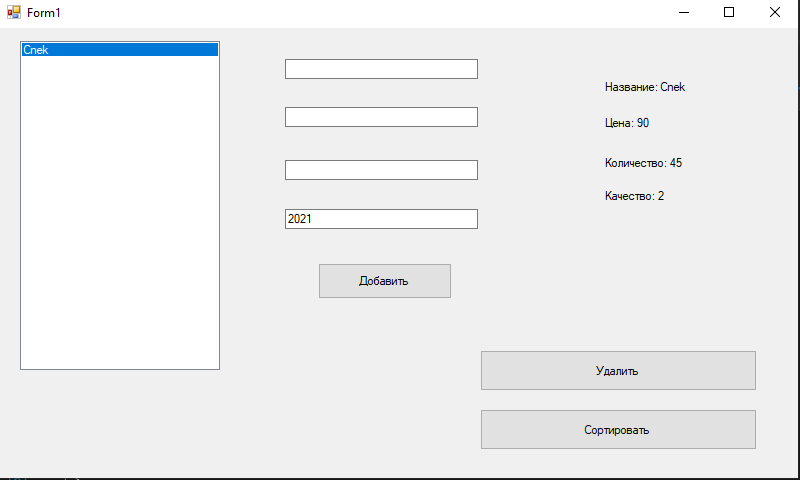 Form1
Cnek
2021
Добавить
Название: Cnek
Цена: 90
Количество: 45
Качество: 2
Удалить
Сортировать